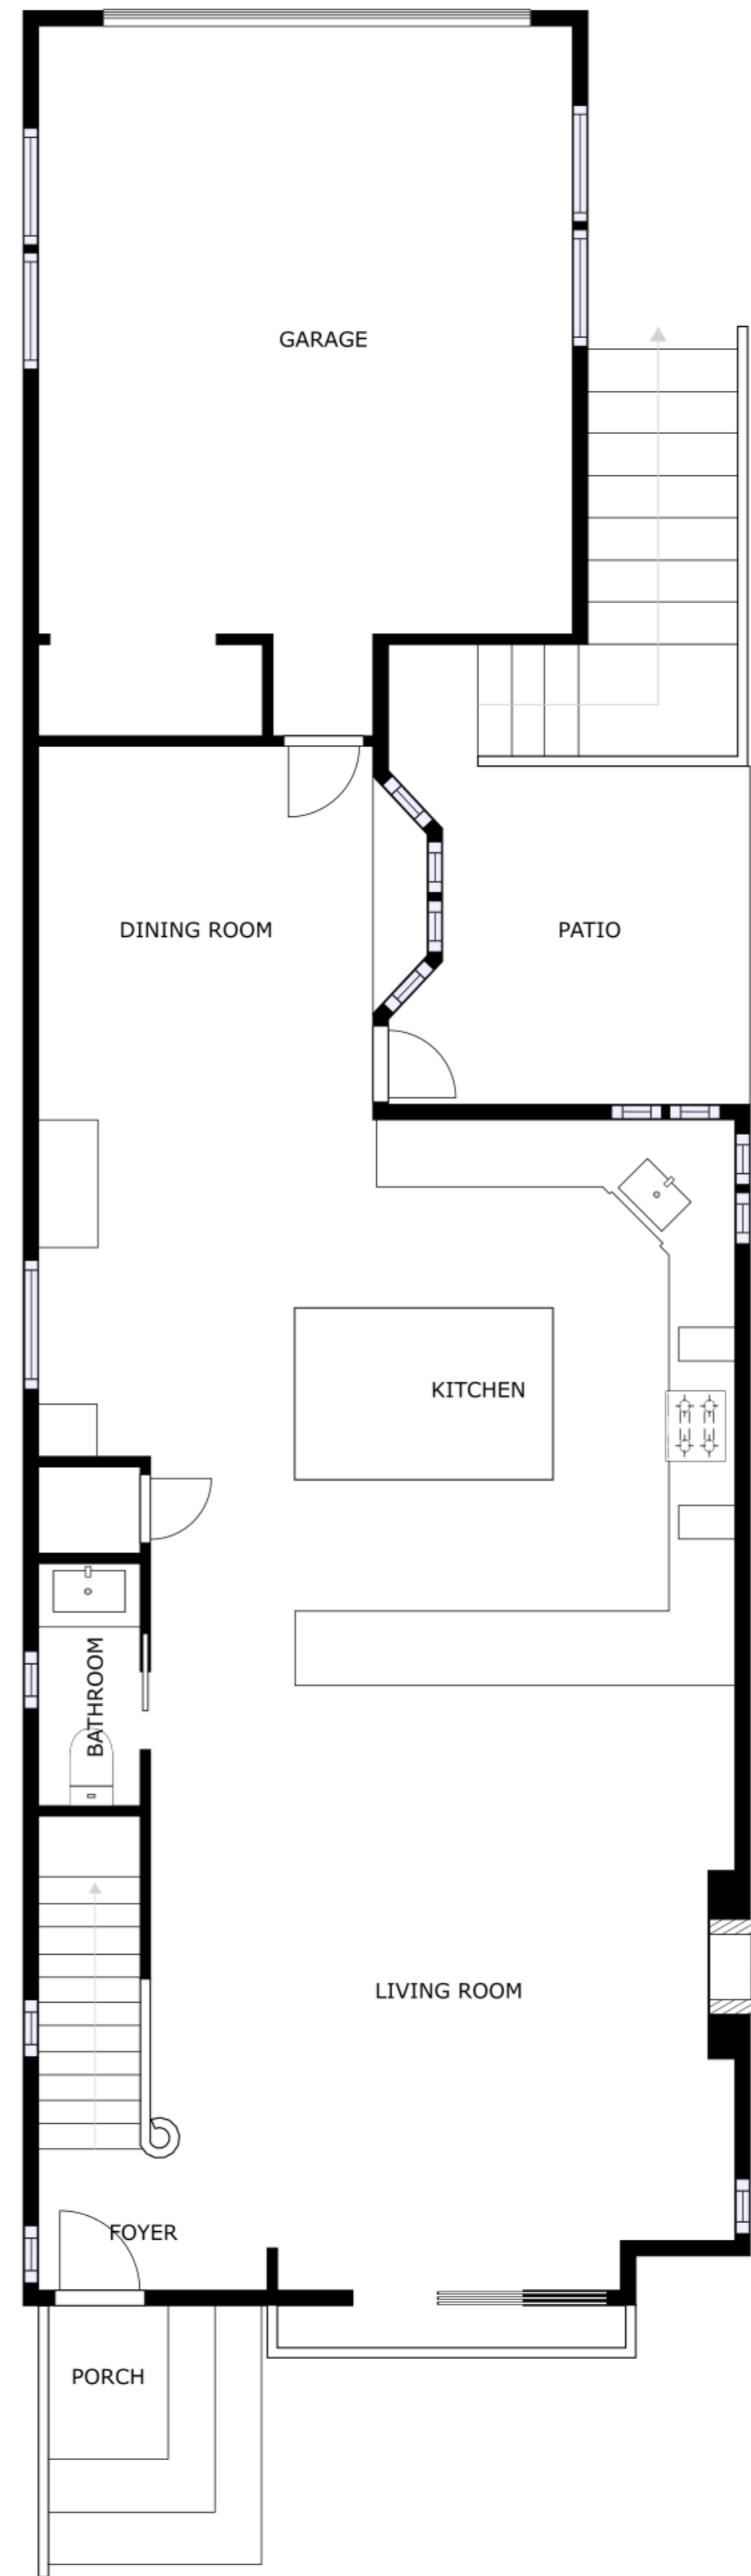 GARAGE
DINING ROOM
PATIO
KITCHEN
BATHROOM
LIVING ROOM
FOYER
PORCH